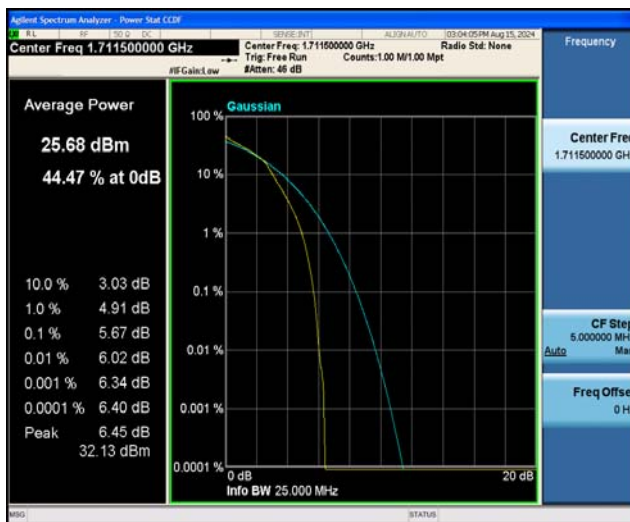 Agilent Spectrum Analyzer - Power Stat CCDF
RL RF 50 Ω DC SENSE:INT ALIGNAUTO 03:04:05PM Aug 15, 2024
Center Freq 1.711500000 GHz
Center Freq: 1.711500000 GHz Radio Std: None
Trig: Free Run Counts:1.00 M/1.00 Mpt
#IFGain:Low #Atten: 46 dB
Frequency
Average Power
25.68 dBm
44.47 % at 0dB
10.0 % 3.03 dB
1.0 % 4.91 dB
0.1 % 5.67 dB
0.01 % 6.02 dB
0.001 % 6.34 dB
0.0001 % 6.40 dB
Peak 6.45 dB
32.13 dBm
Gaussian
100 %
10 %
1 %
0.1 %
0.01 %
0.001 %
0.0001 %
0 dB 20 dB
Info BW 25.000 MHz
Center Fre
1.711500000 GH
CF Step
5.000000 MH
Auto Ma
Freq Offse
0 H
MSG STATUS